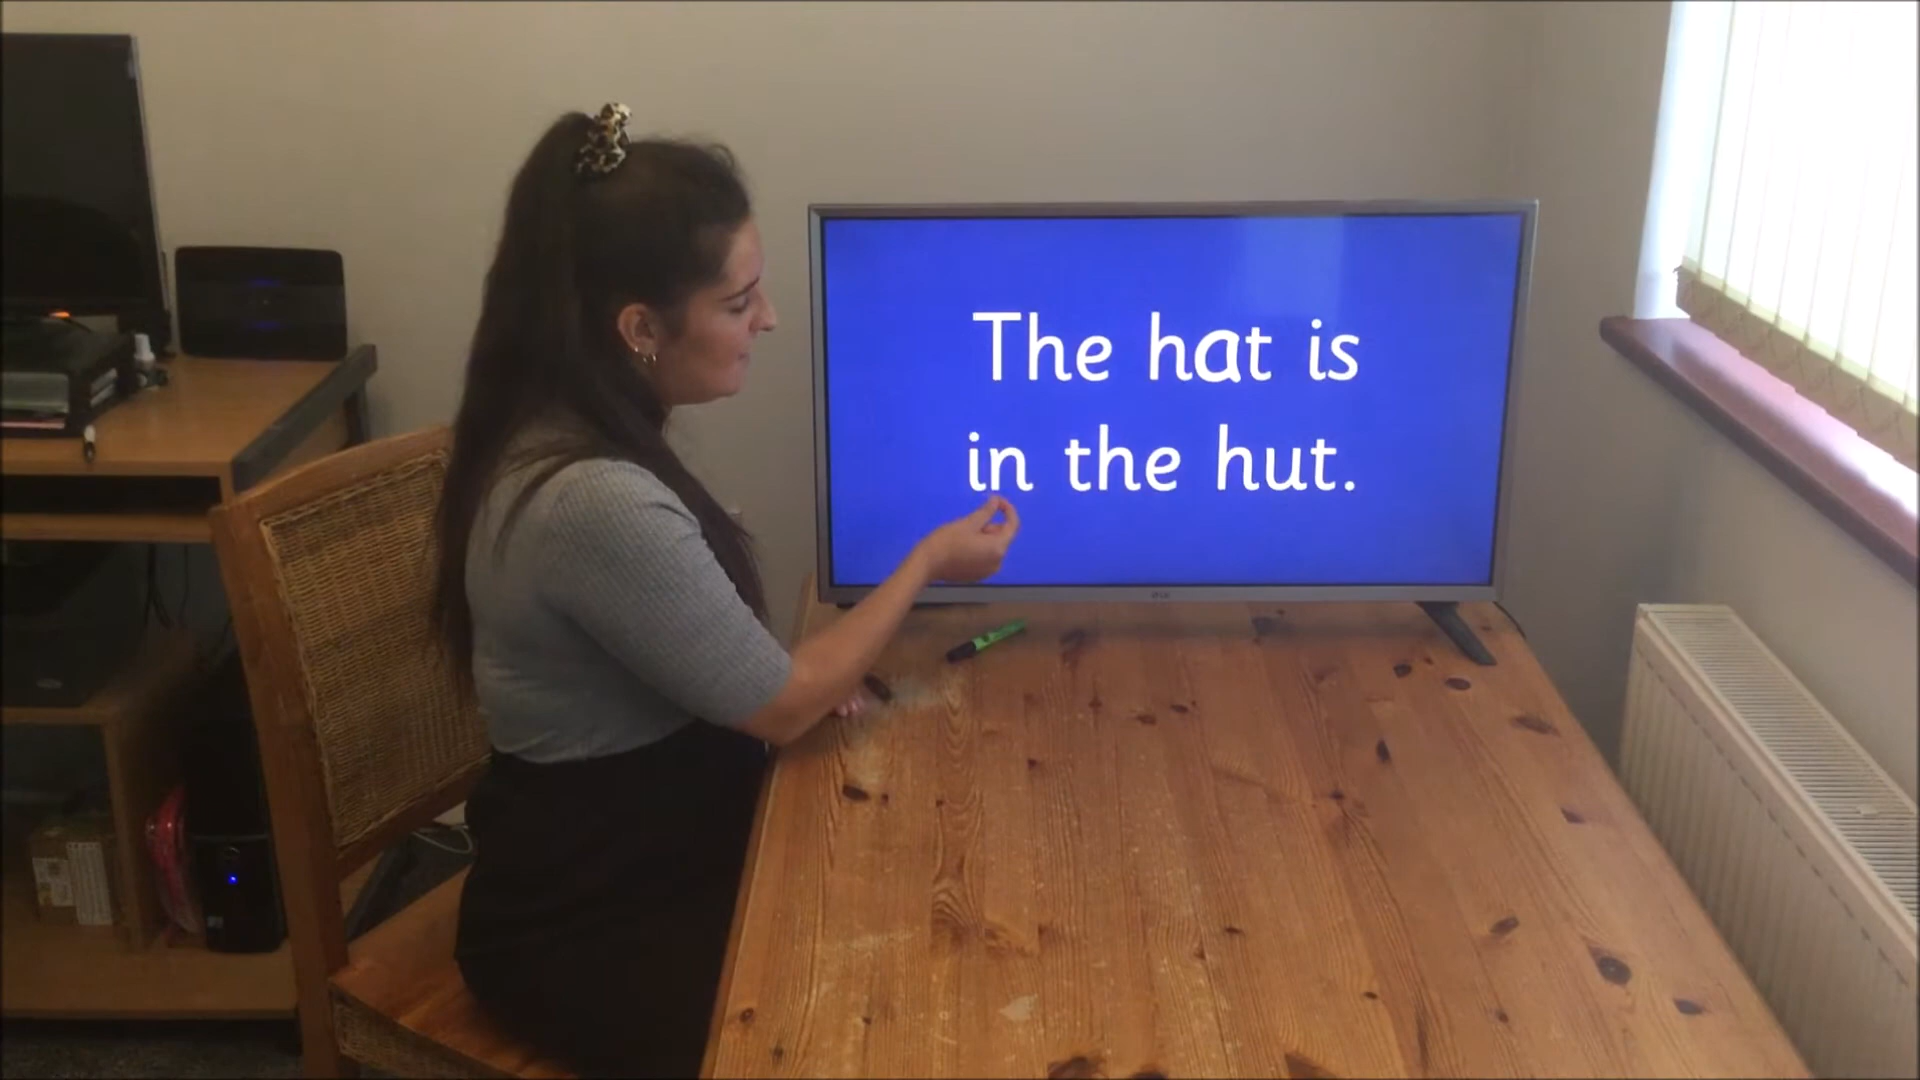 The hat is
in the hut.